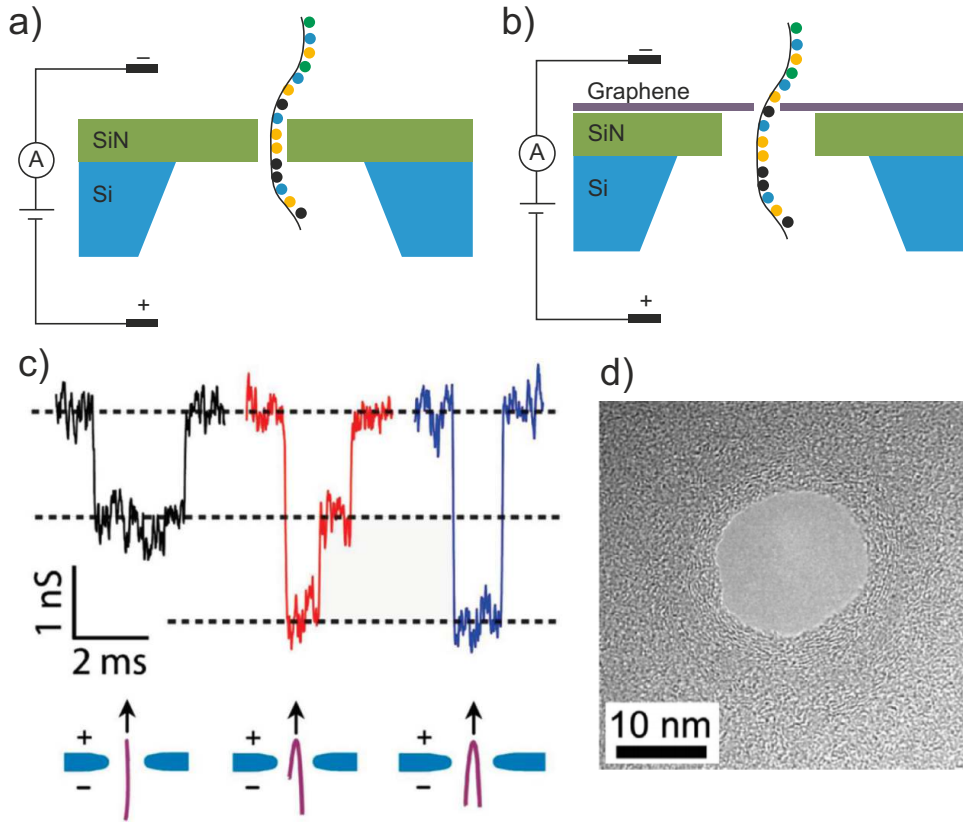 a)
–
A
SiN
Si
+
b)
–
Graphene
A
SiN
Si
+
c)
1 nS
2 ms
+
–
+
–
+
–
d)
10 nm